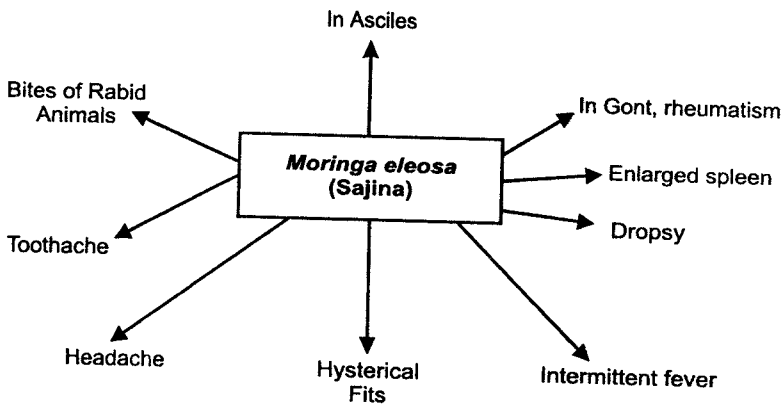 In Asciles
Bites of Rabid
Animals
In Gont, rheumatism
Moringa eleosa
(Sajina)
Enlarged spleen
Dropsy
Toothache
Headache
Hysterical
Fits
Intermittent fever